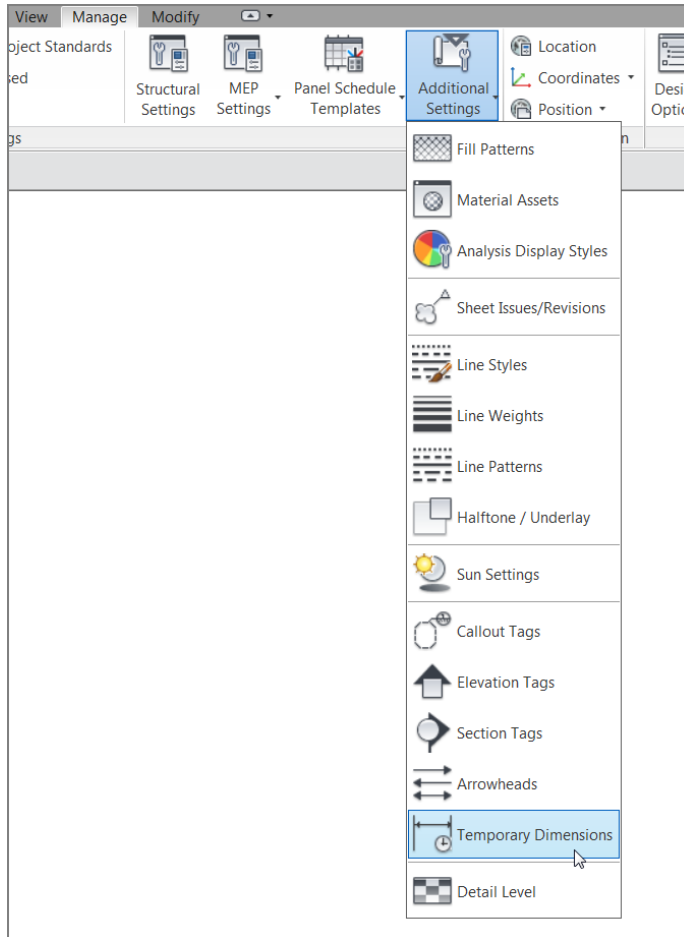 View Manage Modify
oject Standards
sed
Structural
Settings
MEP
Settings
Panel Schedule
Templates
Additional
Settings
Location
Coordinates
Position
Desi
Optic
gs
n
Fill Patterns
Material Assets
Analysis Display Styles
Sheet Issues/Revisions
Line Styles
Line Weights
Line Patterns
Halftone / Underlay
Sun Settings
Callout Tags
Elevation Tags
Section Tags
Arrowheads
Temporary Dimensions
Detail Level